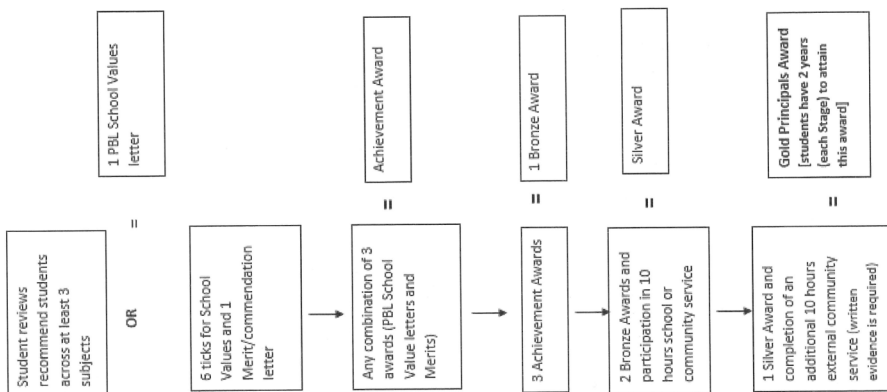 Student reviews
recommend students
across at least 3
subjects
OR
=
1 PBL School Values
letter
6 ticks for School
Values and 1
Merit/commendation
letter
Any combination of 3
awards (PBL School
Value letters and
Merits)
=
Achievement Award
3 Achievement Awards
=
1 Bronze Award
2 Bronze Awards and
participation in 10
hours school or
community service
=
Silver Award
1 Silver Award and
completion of an
additional 10 hours
external community
service (written
evidence is required)
=
Gold Principals Award
[students have 2 years
(each Stage) to attain
this award]